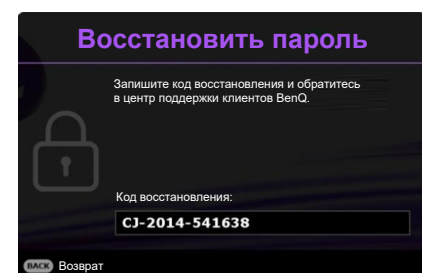 Восстановить пароль
Запишите код восстановления и обратитесь
в центр поддержки клиентов BenQ.
Код восстановления:
CJ-2014-541638
BACK Возврат